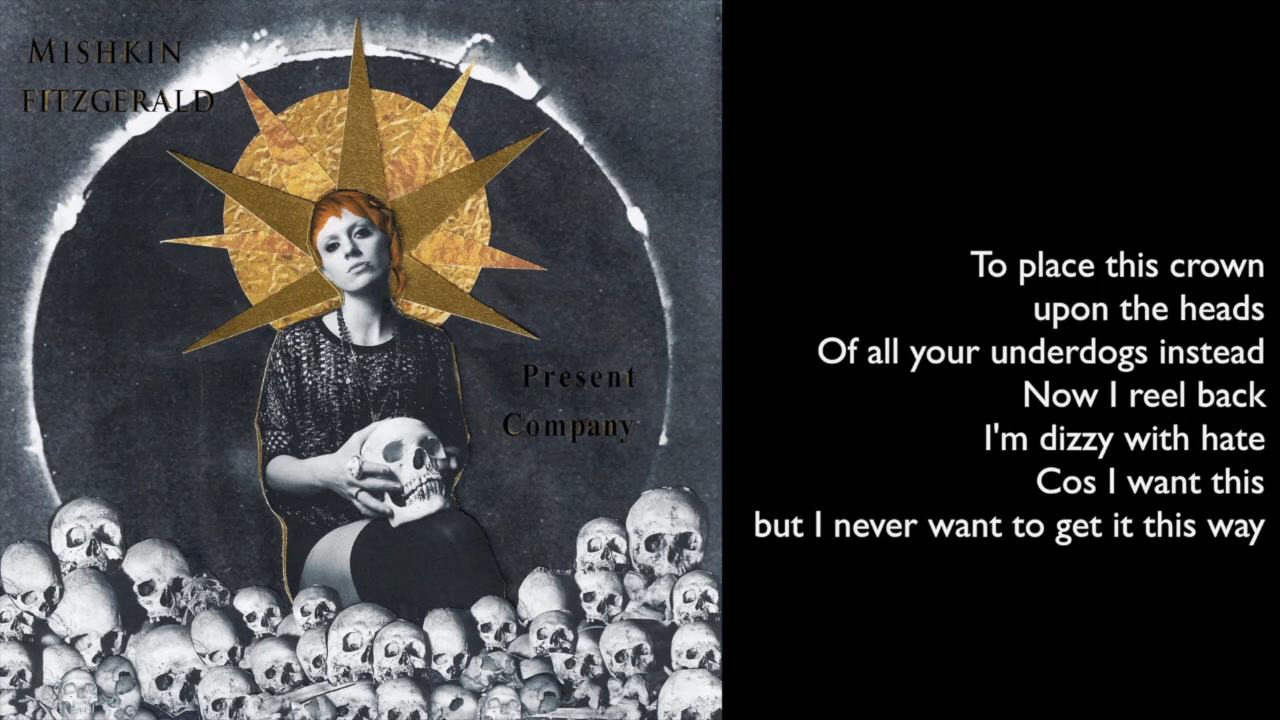 MISHKIN
FITZGERALD
Present
Company
To place this crown
upon the heads
Of all your underdogs instead
Now I reel back
I'm dizzy with hate
Cos I want this
but I never want to get it this way